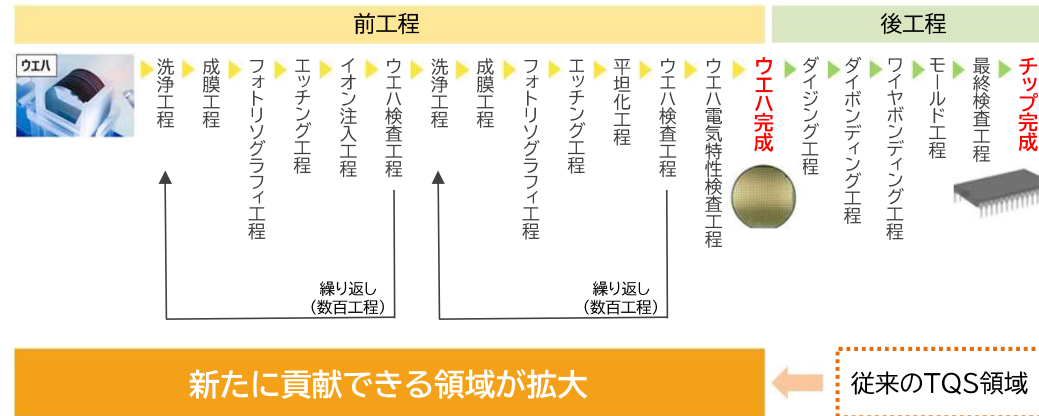 前工程
後工程
ウエハ
洗浄工程
成膜工程
フォトリソグラフィ工程
エッチング工程
イオン注入工程
ウエハ検査工程
洗浄工程
成膜工程
フォトリソグラフィ工程
エッチング工程
平坦化工程
ウエハ検査工程
ウエハ電気特性検査工程
ウエハ完成
ダイジング工程
ダイボンディング工程
ワイヤボンディング工程
モールド工程
最終検査工程
チップ完成
繰り返し
(数百工程)
繰り返し
(数百工程)
新たに貢献できる領域が拡大
従来のTQS領域